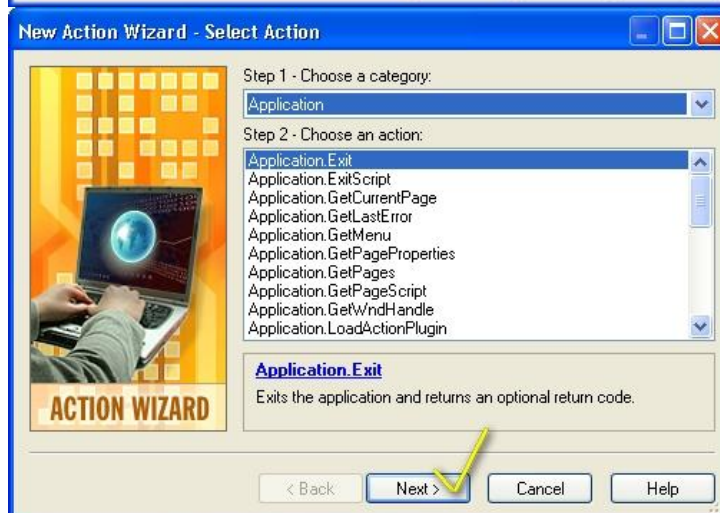 New Action Wizard - Select Action
Step 1 - Choose a category:
Application
Step 2 - Choose an action:
Application.Exit
Application.ExitScript
Application.GetCurrentPage
Application.GetLastError
Application.GetMenu
Application.GetPageProperties
Application.GetPages
Application.GetPageScript
Application.GetWndHandle
Application.LoadActionPlugin
Application.Exit
Exits the application and returns an optional return code.
ACTION WIZARD
< Back Next > Cancel Help